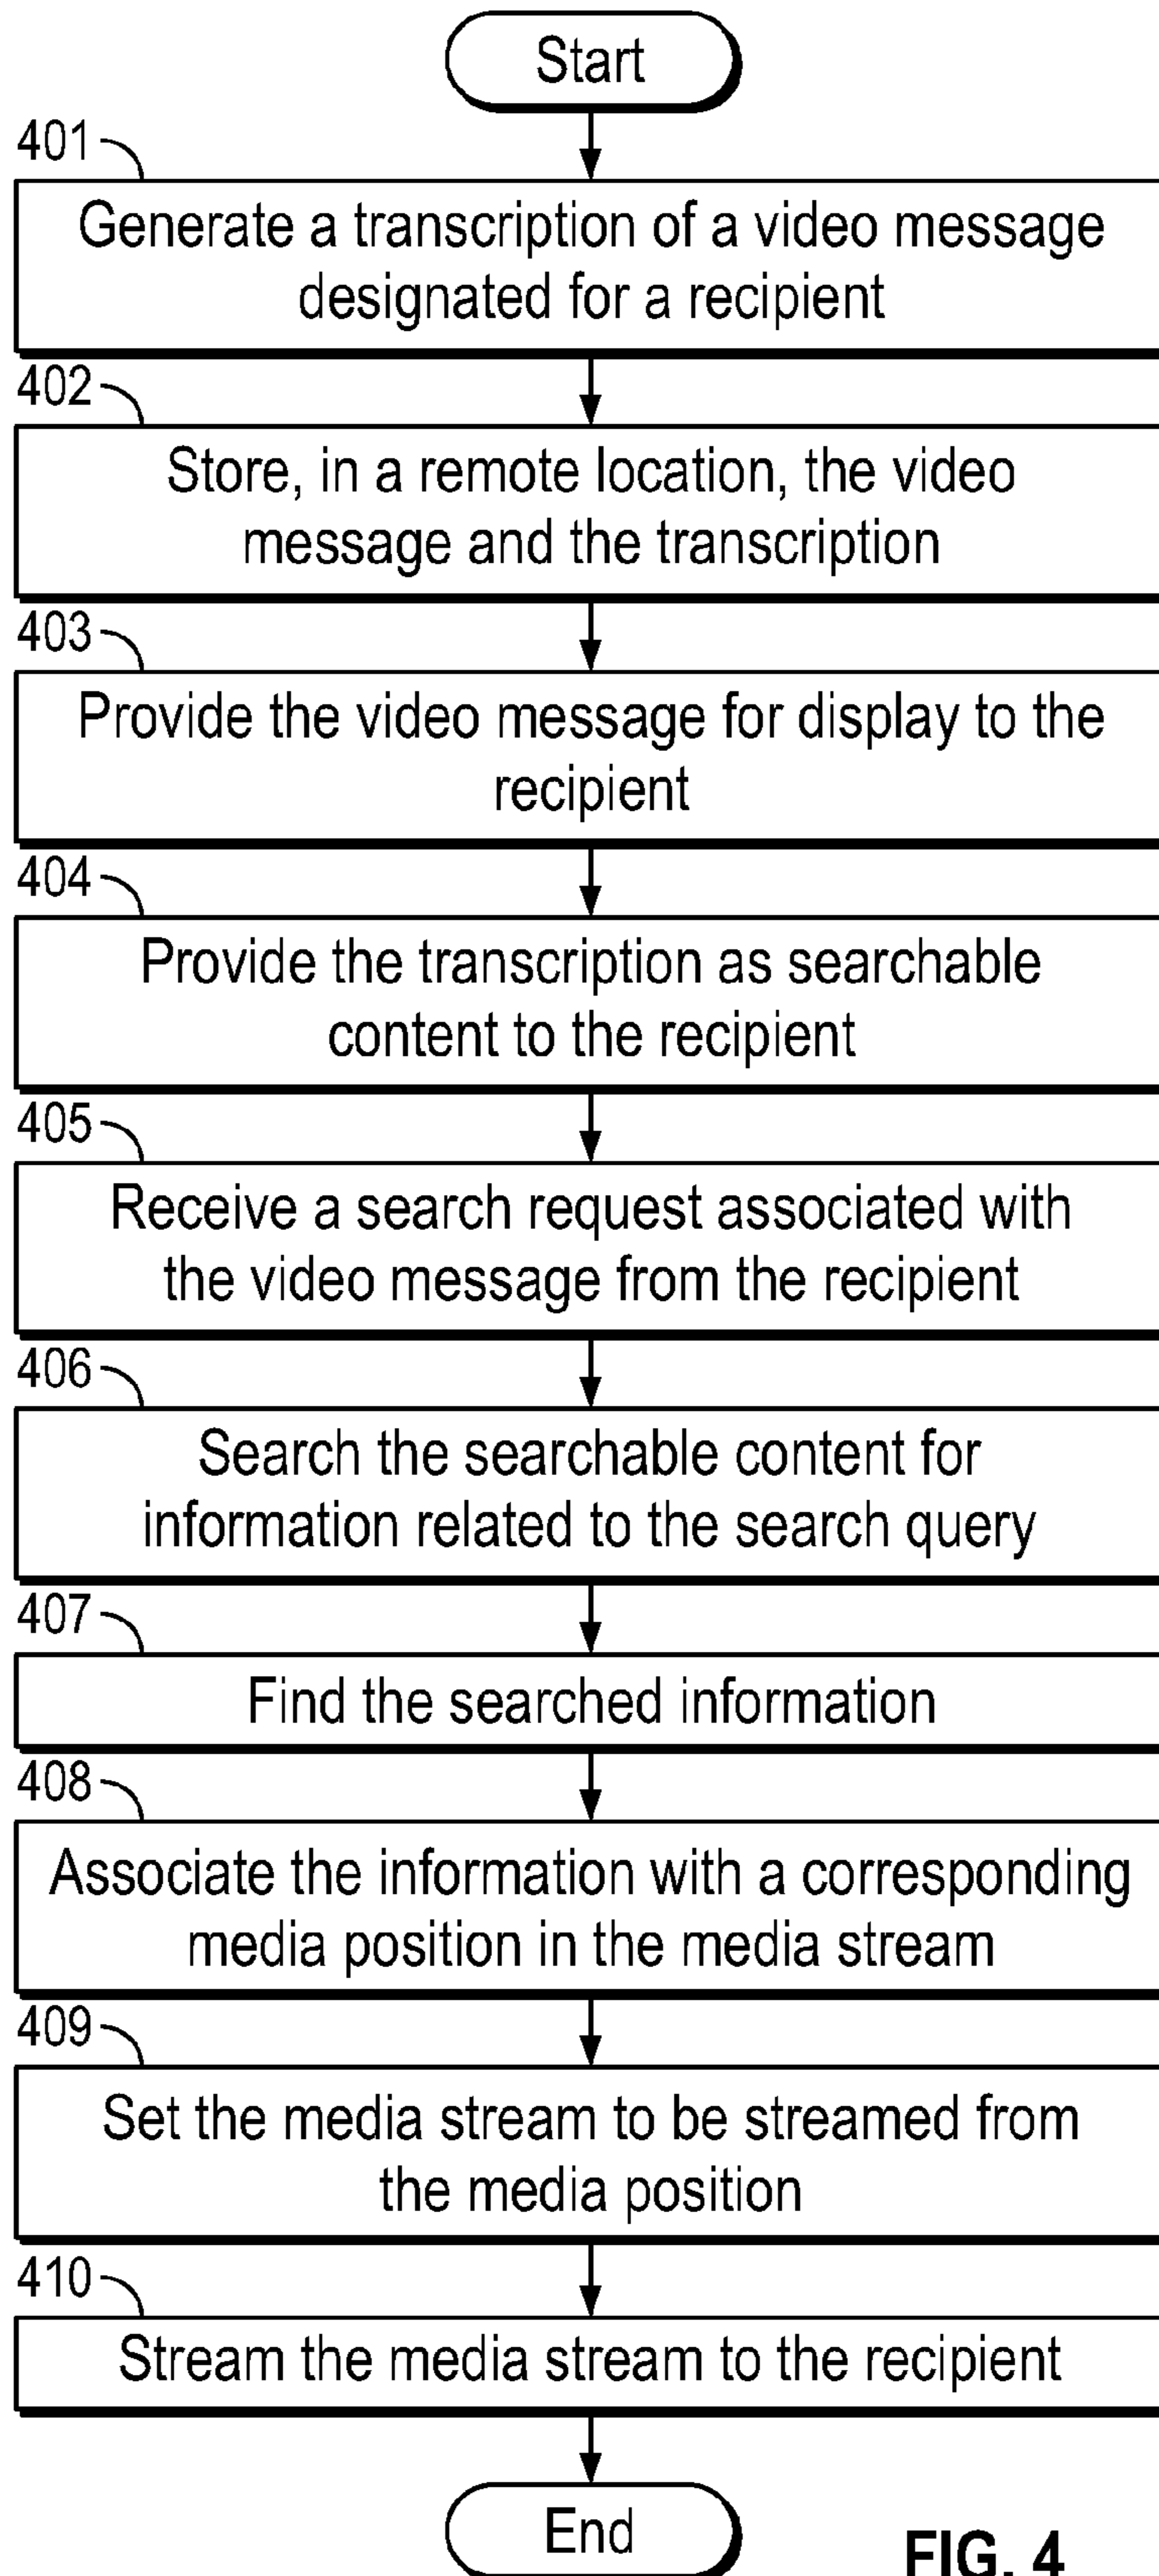 Start
401
Generate a transcription of a video message
designated for a recipient
402
Store, in a remote location, the video
message and the transcription
403
Provide the video message for display to the
recipient
404
Provide the transcription as searchable
content to the recipient
405
Receive a search request associated with
the video message from the recipient
406
Search the searchable content for
information related to the search query
407
Find the searched information
408
Associate the information with a corresponding
media position in the media stream
409
Set the media stream to be streamed from
the media position
410
Stream the media stream to the recipient
End
FIG. 4